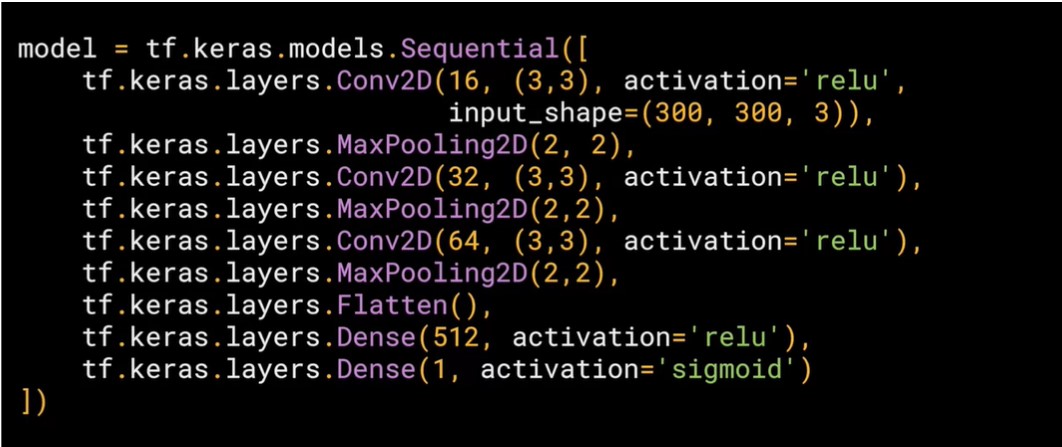 model = tf.keras.models.Sequential([
    tf.keras.layers.Conv2D(16, (3,3), activation='relu',
                           input_shape=(300, 300, 3)),
    tf.keras.layers.MaxPooling2D(2, 2),
    tf.keras.layers.Conv2D(32, (3,3), activation='relu'),
    tf.keras.layers.MaxPooling2D(2,2),
    tf.keras.layers.Conv2D(64, (3,3), activation='relu'),
    tf.keras.layers.MaxPooling2D(2,2),
    tf.keras.layers.Flatten(),
    tf.keras.layers.Dense(512, activation='relu'),
    tf.keras.layers.Dense(1, activation='sigmoid')
])